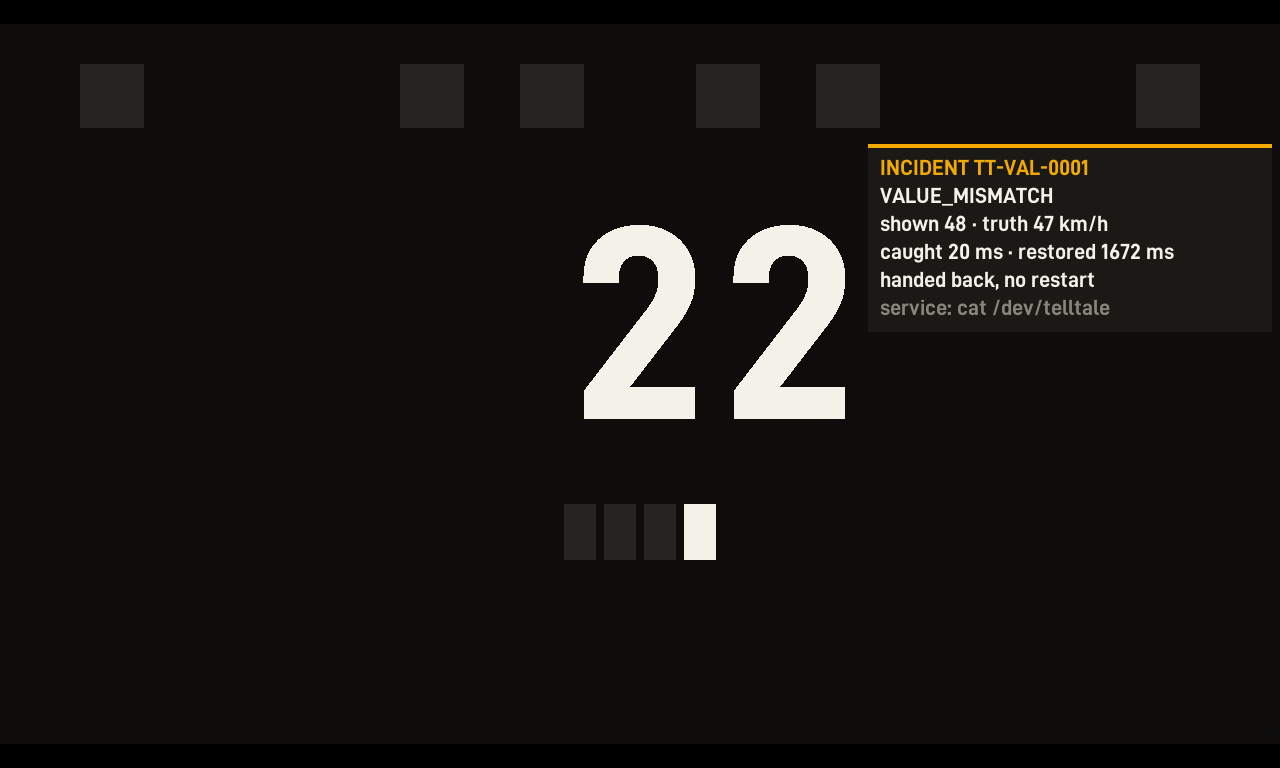 INCIDENT TT-VAL-0001
VALUE_MISMATCH
shown 48 · truth 47 km/h
caught 20 ms · restored 1672 ms
handed back, no restart
service: cat /dev/telltale
22